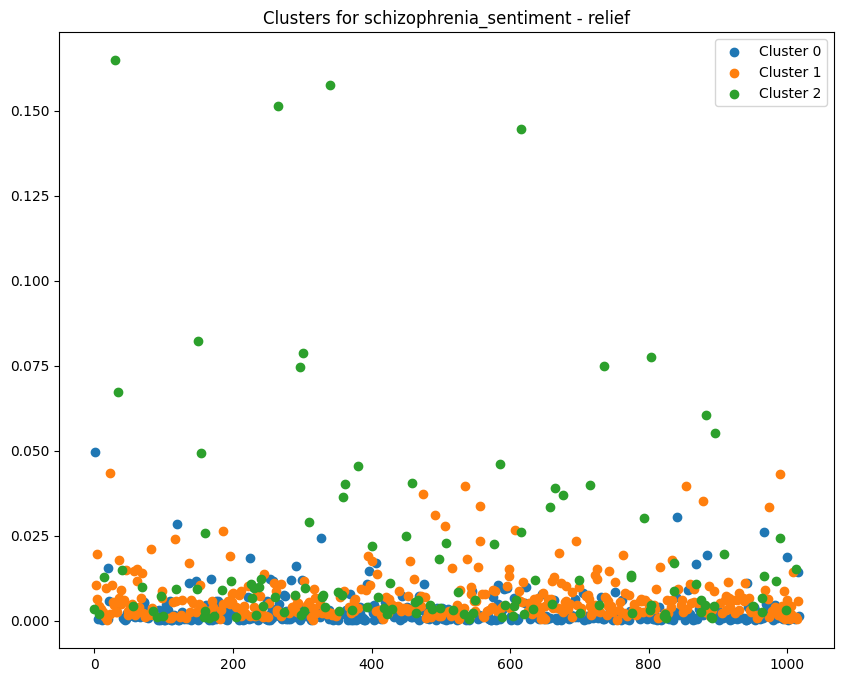 Clusters for schizophrenia_sentiment - relief
Cluster 0
Cluster 1
Cluster 2
0.150
0.125
0.100
0.075
0.050
0.025
0.000
0 200 400 600 800 1000